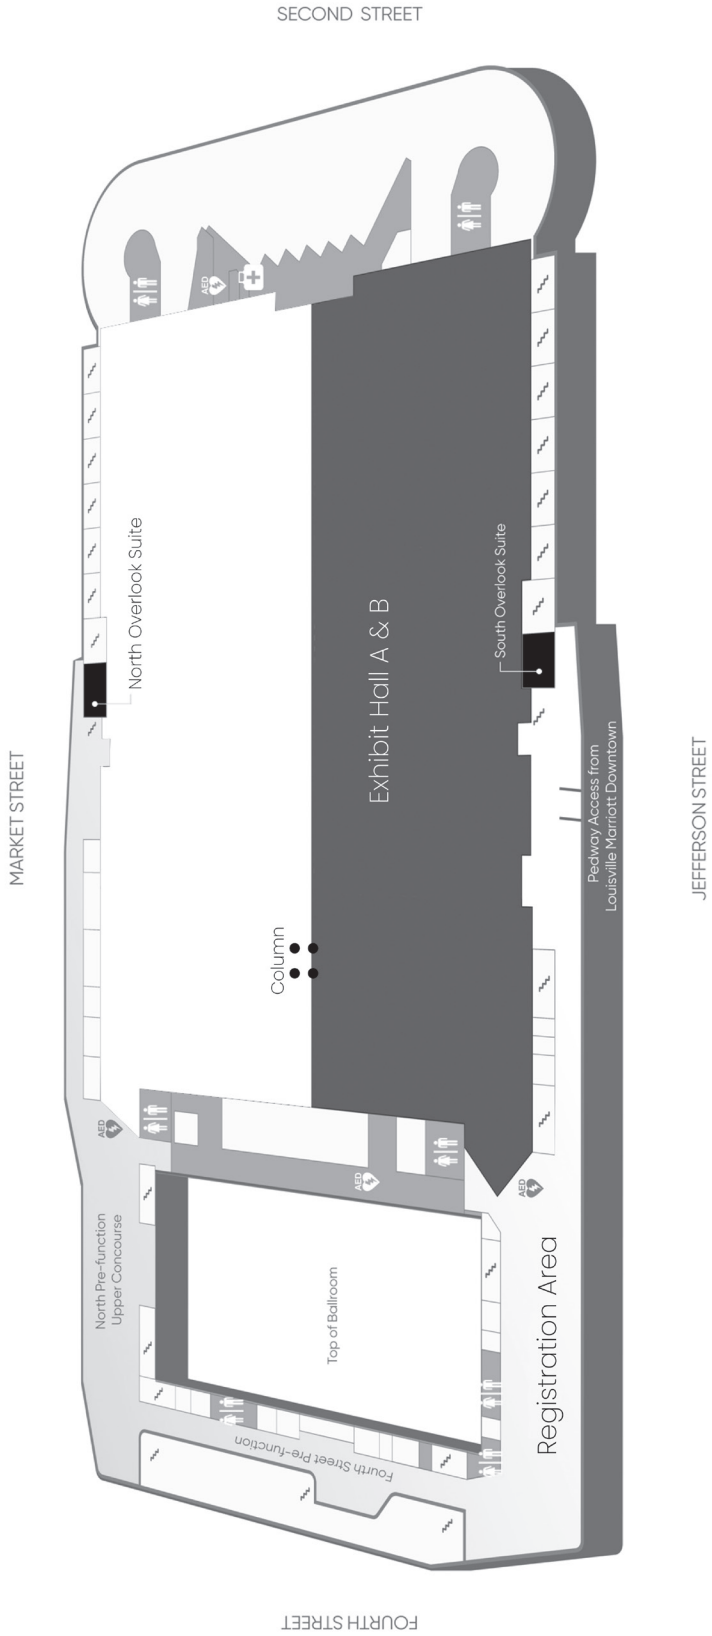 SECOND STREET
AED
North Overlook Suite
South Overlook Suite
Exhibit Hall A & B
MARKET STREET
JEFFERSON STREET
Pedway Access from
Louisville Marriott Downtown
Column
AED
AED
AED
North Pre-function
Upper Concourse
Top of Ballroom
Registration Area
Fourth Street Pre-function
FOURTH STREET